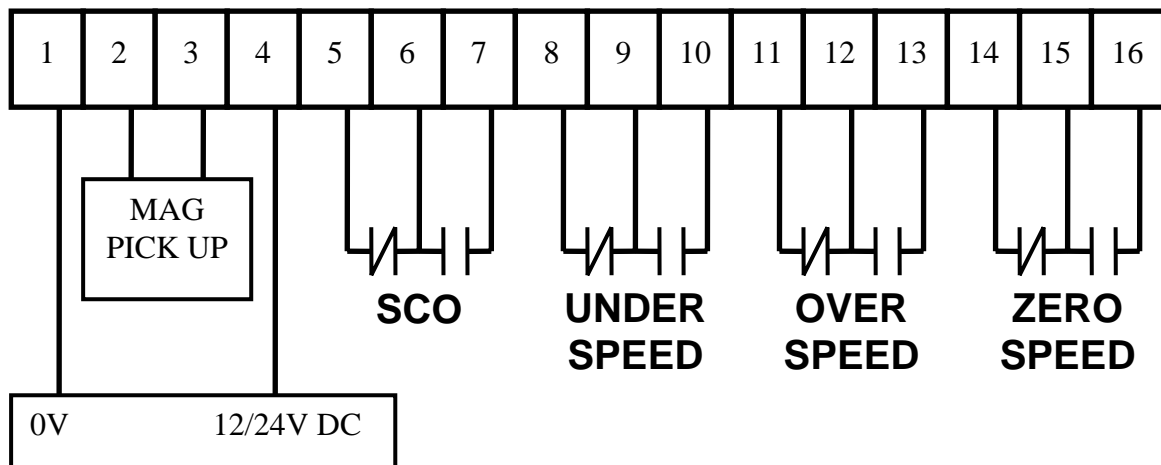 1 2 3 4 5 6 7 8 9 10 11 12 13 14 15 16
MAG
PICK UP
SCO
UNDER
SPEED
OVER
SPEED
ZERO
SPEED
0V 12/24V DC